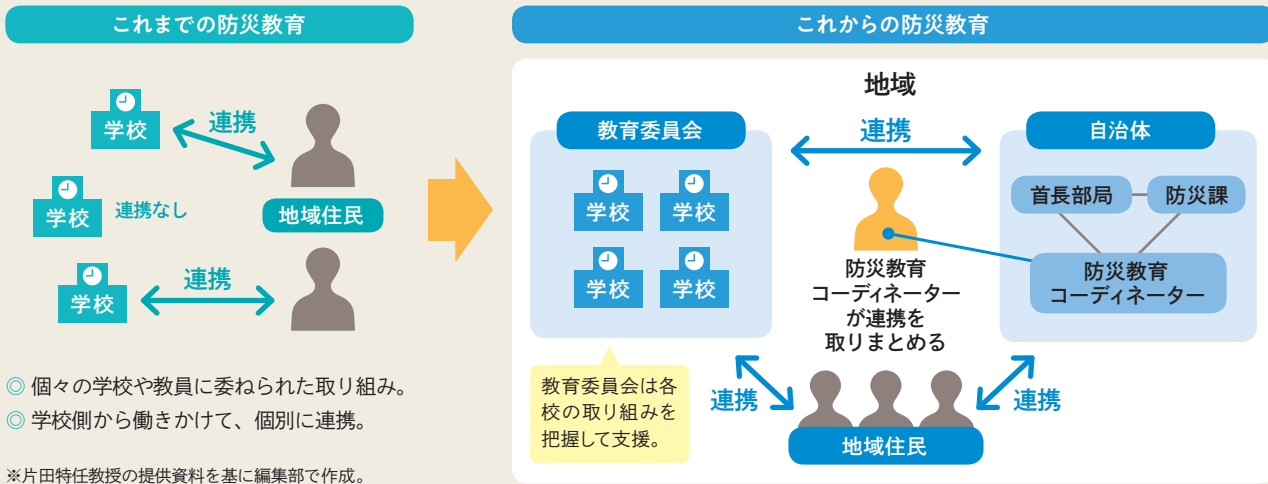 これまでの防災教育
学校
連携
学校
連携なし
地域住民
学校
連携
◎ 個々の学校や教員に委ねられた取り組み。
◎ 学校側から働きかけて、個別に連携。
※片田特任教授の提供資料を基に編集部で作成。
これからの防災教育
地域
教育委員会
連携
自治体
学校
学校
学校
学校
首長部局
防災課
防災教育
コーディネーター
防災教育
コーディネーター
が連携を
取りまとめる
教育委員会は各
校の取り組みを
把握して支援。
連携
連携
地域住民